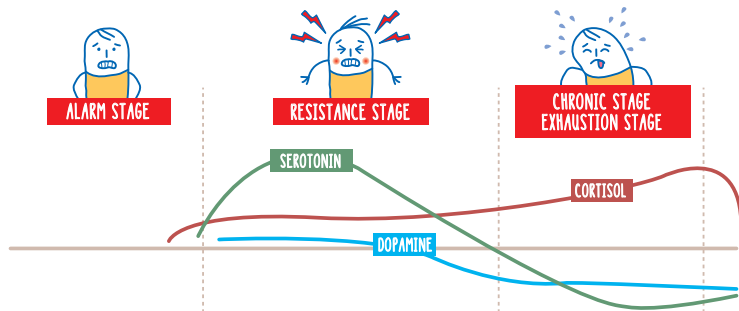 ALARM STAGE
RESISTANCE STAGE
CHRONIC STAGE
EXHAUSTION STAGE
SEROTONIN
CORTISOL
DOPAMINE